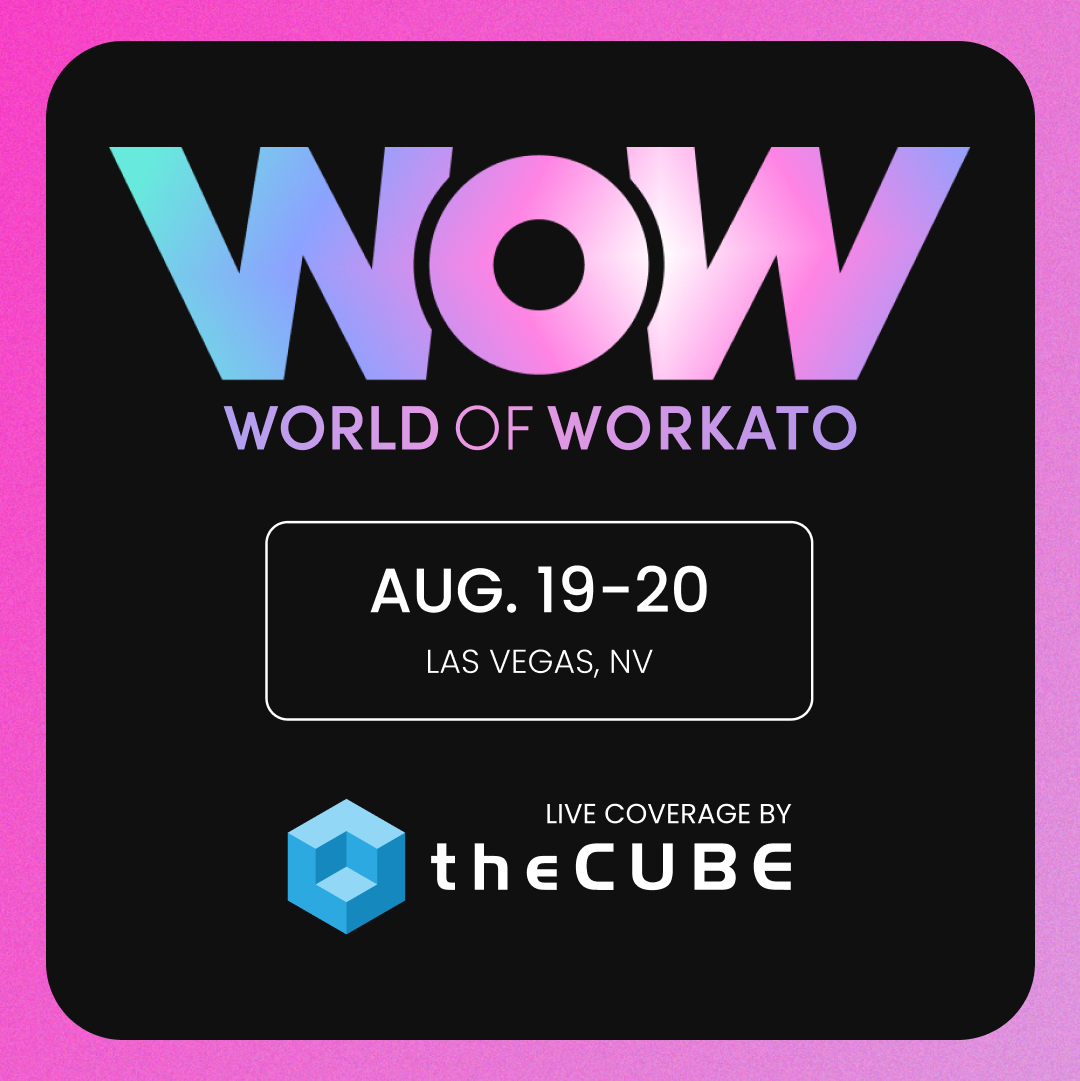 WOW
WORLD OF WORKATO
AUG. 19-20
LAS VEGAS, NV
LIVE COVERAGE BY
theCUBE